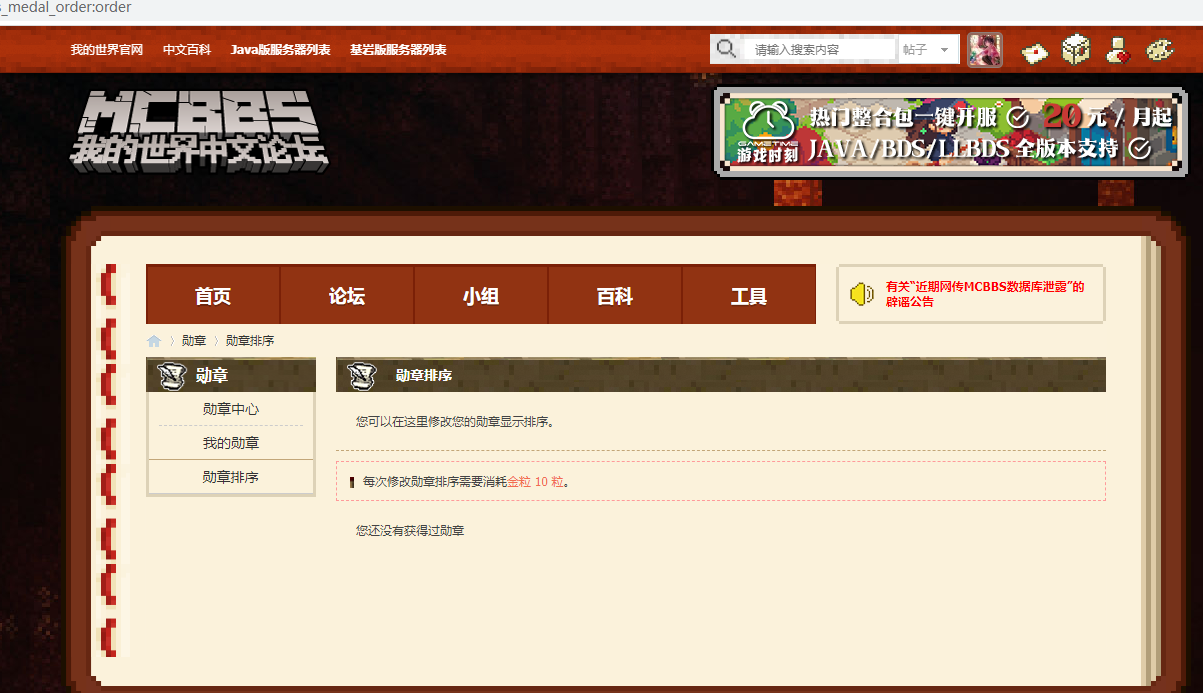 s_medal_order:order
我的世界官网 中文百科 Java版服务器列表 基岩版服务器列表
请输入搜索内容 帖子
MCBBS
我的世界中文论坛
热门整合包一键开服 20元 / 月起
GAMETIME
游戏时刻 JAVA/BDS/LLBDS 全版本支持
首页 论坛 小组 百科 工具
有关“近期网传MCBBS数据库泄露”的
辟谣公告
勋章 勋章排序
勋章
勋章中心
我的勋章
勋章排序
勋章排序
您可以在这里修改您的勋章显示排序。
每次修改勋章排序需要消耗金粒 10 粒。
您还没有获得过勋章